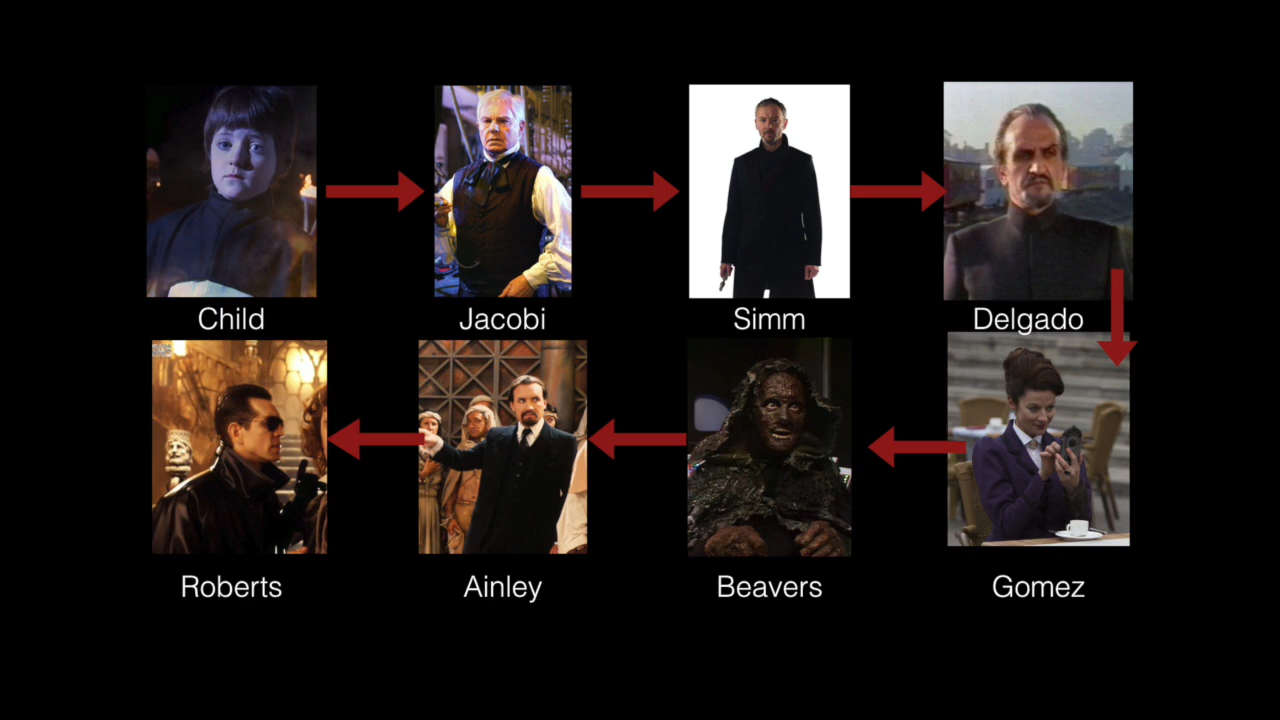 Child
Jacobi
Simm
Delgado
Roberts
Ainley
Beavers
Gomez